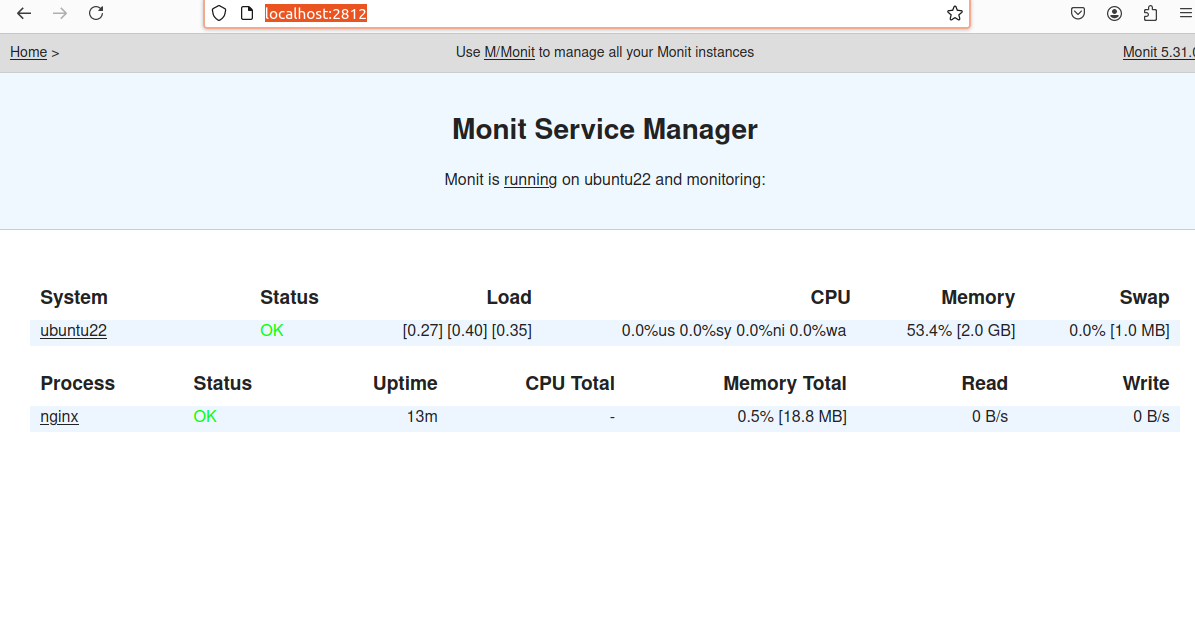 localhost:2812
Home > Use M/Monit to manage all your Monit instances Monit 5.31.0
Monit Service Manager
Monit is running on ubuntu22 and monitoring:
System Status Load CPU Memory Swap
ubuntu22 OK [0.27] [0.40] [0.35] 0.0%us 0.0%sy 0.0%ni 0.0%wa 53.4% [2.0 GB] 0.0% [1.0 MB]
Process Status Uptime CPU Total Memory Total Read Write
nginx OK 13m - 0.5% [18.8 MB] 0 B/s 0 B/s